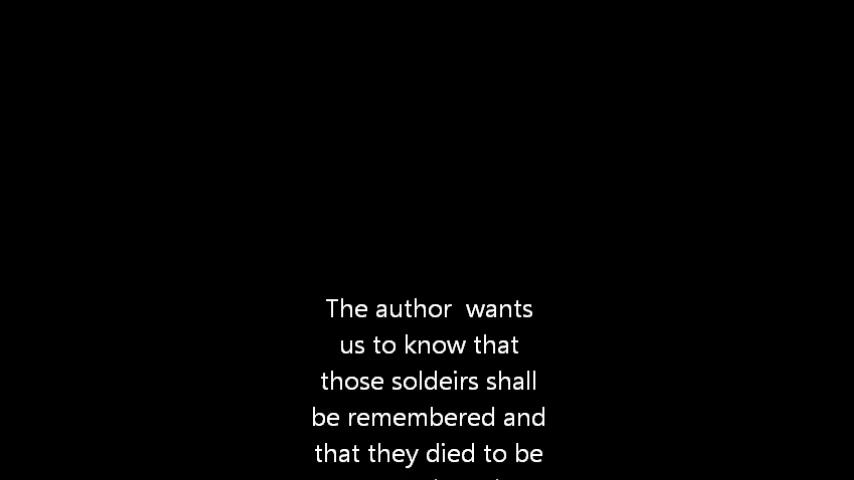 The author  wants
us to know that
those soldeirs shall
be remembered and
that they died to be